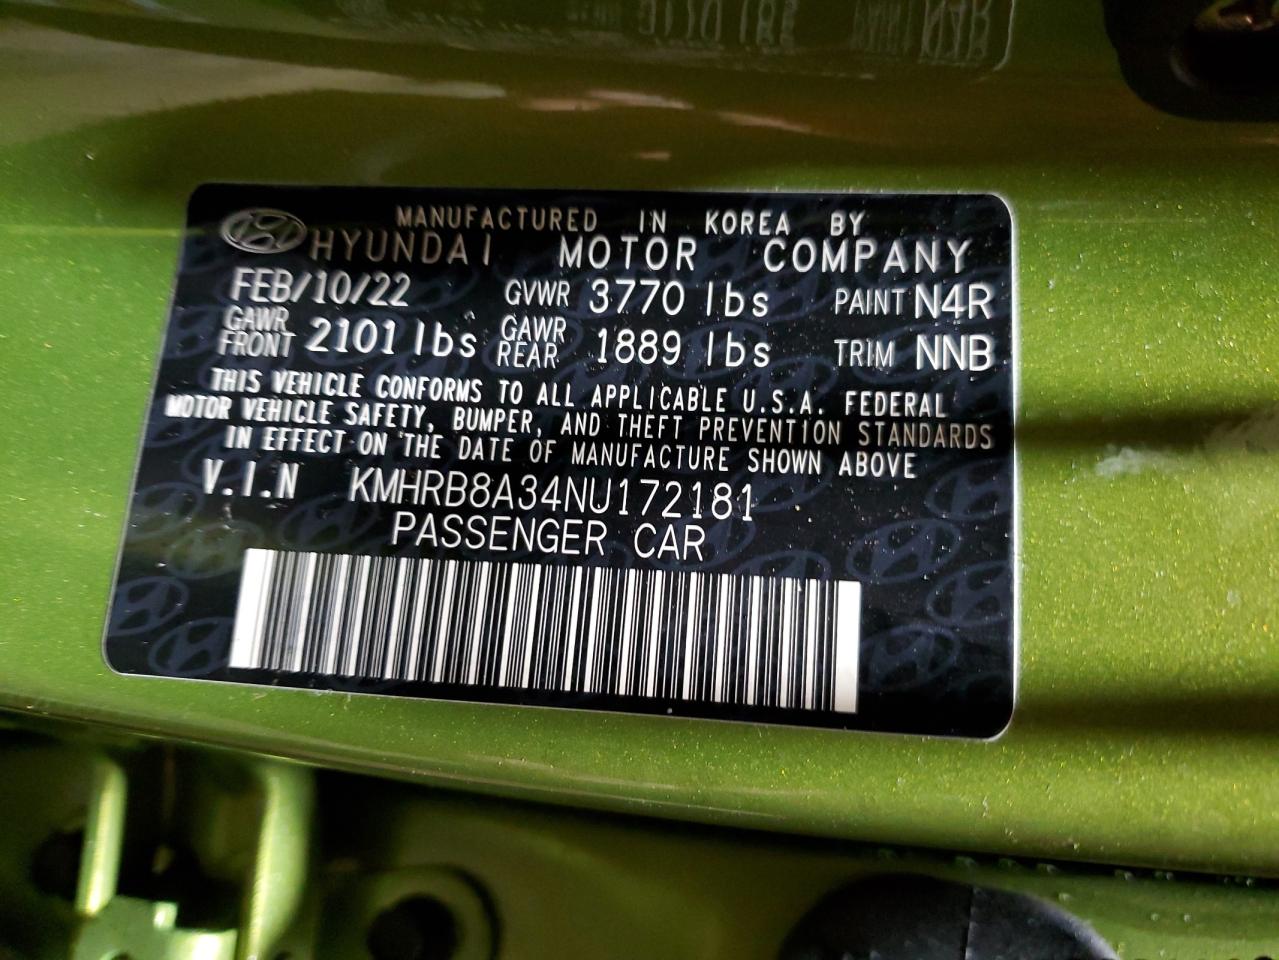 MANUFACTURED IN KOREA BY
HYUNDAI MOTOR COMPANY
FEB/10/22 GVWR 3770 lbs PAINT N4R
GAWR FRONT 2101 lbs GAWR REAR 1889 lbs TRIM NNB
THIS VEHICLE CONFORMS TO ALL APPLICABLE U.S.A. FEDERAL
MOTOR VEHICLE SAFETY, BUMPER, AND THEFT PREVENTION STANDARDS
IN EFFECT ON THE DATE OF MANUFACTURE SHOWN ABOVE
V.I.N KMHRB8A34NU172181
PASSENGER CAR